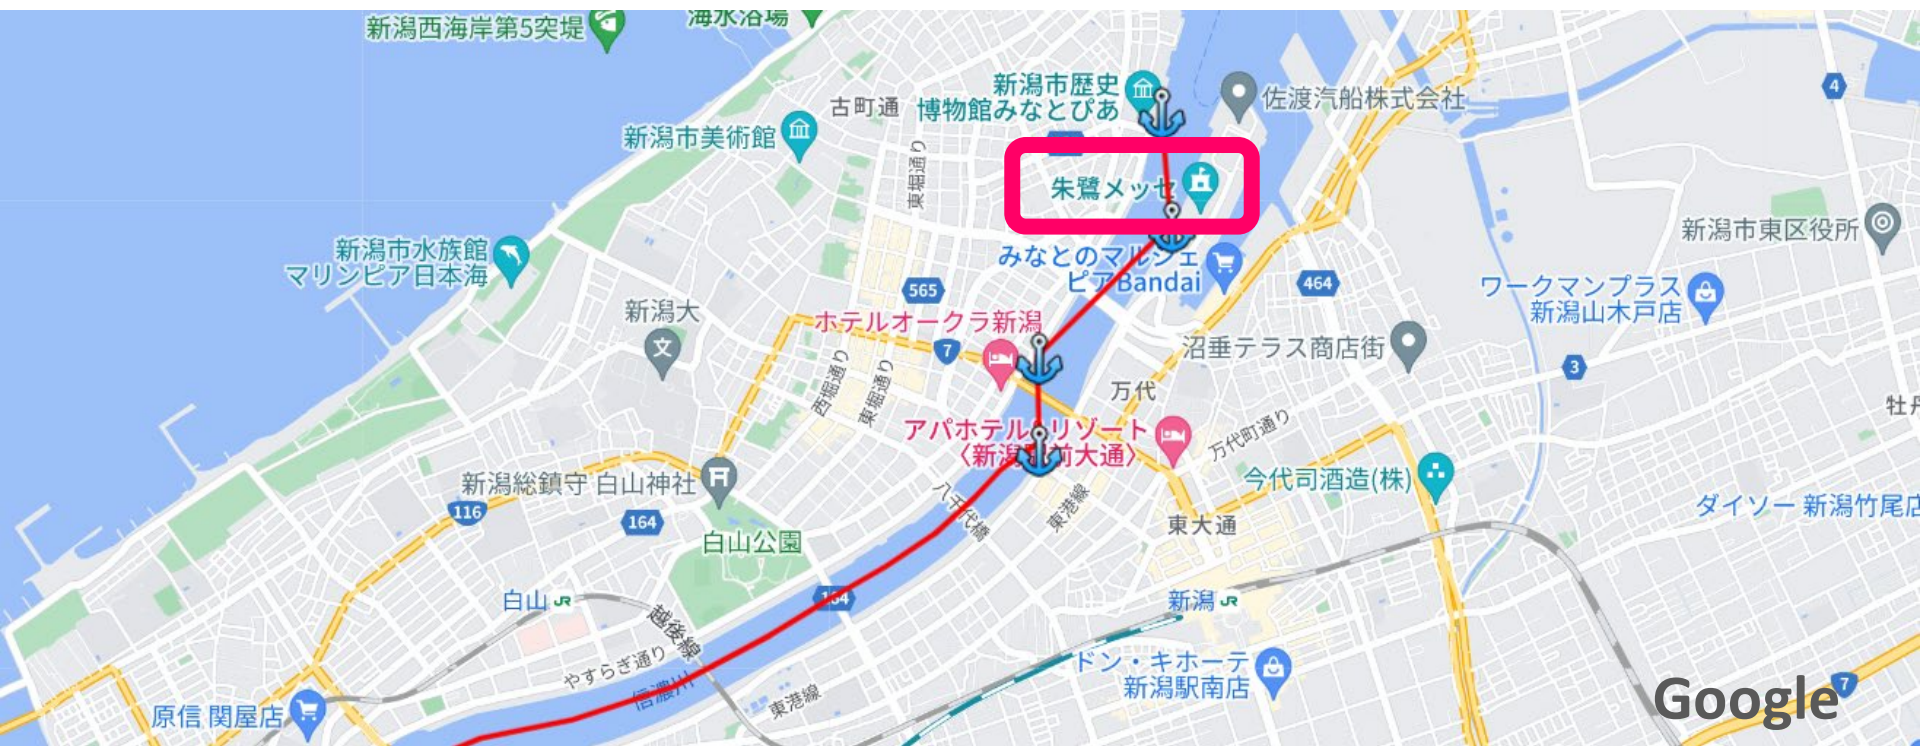 新潟西海岸第5突堤
海水浴場
新潟市歴史
博物館みなとぴあ
佐渡汽船株式会社
4
古町通
新潟市美術館
東堀通り
朱鷺メッセ
新潟市東区役所
新潟市水族館
マリンピア日本海
みなとのマルシェ
ピアBandai
565
464
ワークマンプラス
新潟山木戸店
新潟大
ホテルオークラ新潟
7
沼垂テラス商店街
3
西堀通り
東堀通り
万代
牡丹
アパホテル
リゾート
〈新潟駅前大通〉
万代町通り
新潟総鎮守 白山神社
今代司酒造(株)
116
164
八千代橋
東港線
東大通
ダイソー 新潟竹尾店
白山公園
白山 JR
164
新潟 JR
越後線
やすらぎ通り
信濃川
東港線
ドン・キホーテ
新潟駅南店
原信 関屋店
7
Google